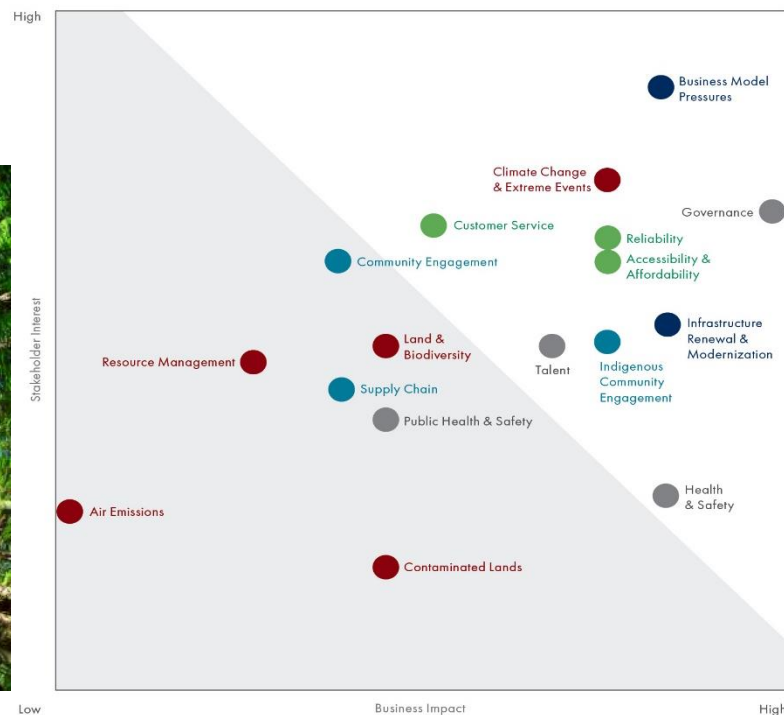 High
Business Model
Pressures
Climate Change
& Extreme Events
Governance
Customer Service
Reliability
Community Engagement
Accessibility &
Affordability
Stakeholder Interest
Infrastructure
Renewal &
Modernization
Land &
Biodiversity
Resource Management
Talent
Indigenous
Community
Engagement
Supply Chain
Public Health & Safety
Health
& Safety
Air Emissions
Contaminated Lands
Low
Business Impact
High